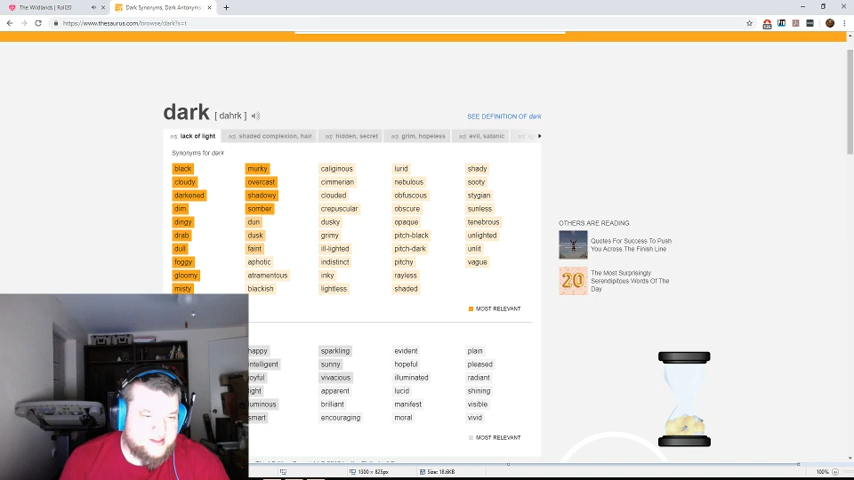 The Wildlands | Roll20
Dark Synonyms, Dark Antonyms
https://www.thesaurus.com/browse/dark?s=t
dark [ dahrk ]
SEE DEFINITION OF dark
adj. lack of light
adj. shaded complexion, hair
adj. hidden, secret
adj. grim, hopeless
adj. evil, satanic
Synonyms for dark
black murky caliginous lurid shady
cloudy overcast cimmerian nebulous sooty
darkened shadowy clouded obfuscous stygian
dim somber crepuscular obscure sunless
dingy dun dusky opaque tenebrous
drab dusk grimy pitch-black unlighted
dull faint ill-lighted pitch-dark unlit
foggy aphotic indistinct pitchy vague
gloomy atramentous inky rayless
misty blackish lightless shaded
MOST RELEVANT
happy sparkling evident plain
intelligent sunny hopeful pleased
joyful vivacious illuminated radiant
light apparent lucid shining
luminous brilliant manifest visible
smart encouraging moral vivid
MOST RELEVANT
OTHERS ARE READING
Quotes For Success To Push
You Across The Finish Line
20
The Most Surprisingly
Serendipitous Words Of The
Day
1300 × 825px
Size: 18.6KB
100%